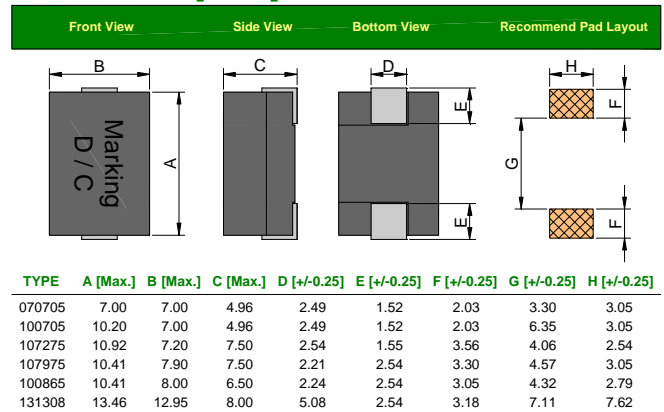 Front View Side View Bottom View Recommend Pad Layout
B C D H
Marking
D / C
A E F G
E F
TYPE A [Max.] B [Max.] C [Max.] D [+/-0.25] E [+/-0.25] F [+/-0.25] G [+/-0.25] H [+/-0.25]
070705 7.00 7.00 4.96 2.49 1.52 2.03 3.30 3.05
100705 10.20 7.00 4.96 2.49 1.52 2.03 6.35 3.05
107275 10.92 7.20 7.50 2.54 1.55 3.56 4.06 2.54
107975 10.41 7.90 7.50 2.21 2.54 3.30 4.57 3.05
100865 10.41 8.00 6.50 2.24 2.54 3.05 4.32 2.79
131308 13.46 12.95 8.00 5.08 2.54 3.18 7.11 7.62